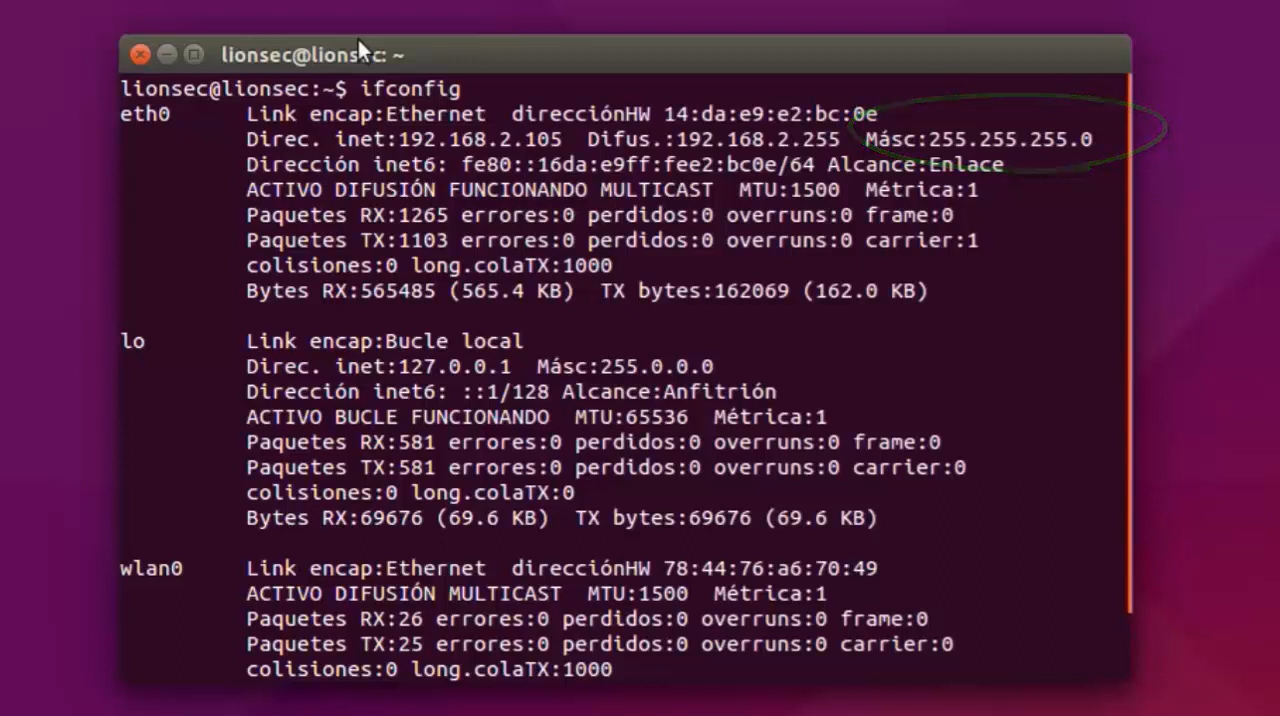 lionsec@lionsec: ~
lionsec@lionsec:~$ ifconfig
eth0 Link encap:Ethernet direcciónHW 14:da:e9:e2:bc:0e
Direc. inet:192.168.2.105 Difus.:192.168.2.255 Másc:255.255.255.0
Dirección inet6: fe80::16da:e9ff:fee2:bc0e/64 Alcance:Enlace
ACTIVO DIFUSIÓN FUNCIONANDO MULTICAST MTU:1500 Métrica:1
Paquetes RX:1265 errores:0 perdidos:0 overruns:0 frame:0
Paquetes TX:1103 errores:0 perdidos:0 overruns:0 carrier:1
colisiones:0 long.colaTX:1000
Bytes RX:565485 (565.4 KB) TX bytes:162069 (162.0 KB)
lo Link encap:Bucle local
Direc. inet:127.0.0.1 Másc:255.0.0.0
Dirección inet6: ::1/128 Alcance:Anfitrión
ACTIVO BUCLE FUNCIONANDO MTU:65536 Métrica:1
Paquetes RX:581 errores:0 perdidos:0 overruns:0 frame:0
Paquetes TX:581 errores:0 perdidos:0 overruns:0 carrier:0
colisiones:0 long.colaTX:0
Bytes RX:69676 (69.6 KB) TX bytes:69676 (69.6 KB)
wlan0 Link encap:Ethernet direcciónHW 78:44:76:a6:70:49
ACTIVO DIFUSIÓN MULTICAST MTU:1500 Métrica:1
Paquetes RX:26 errores:0 perdidos:0 overruns:0 frame:0
Paquetes TX:25 errores:0 perdidos:0 overruns:0 carrier:0
colisiones:0 long.colaTX:1000